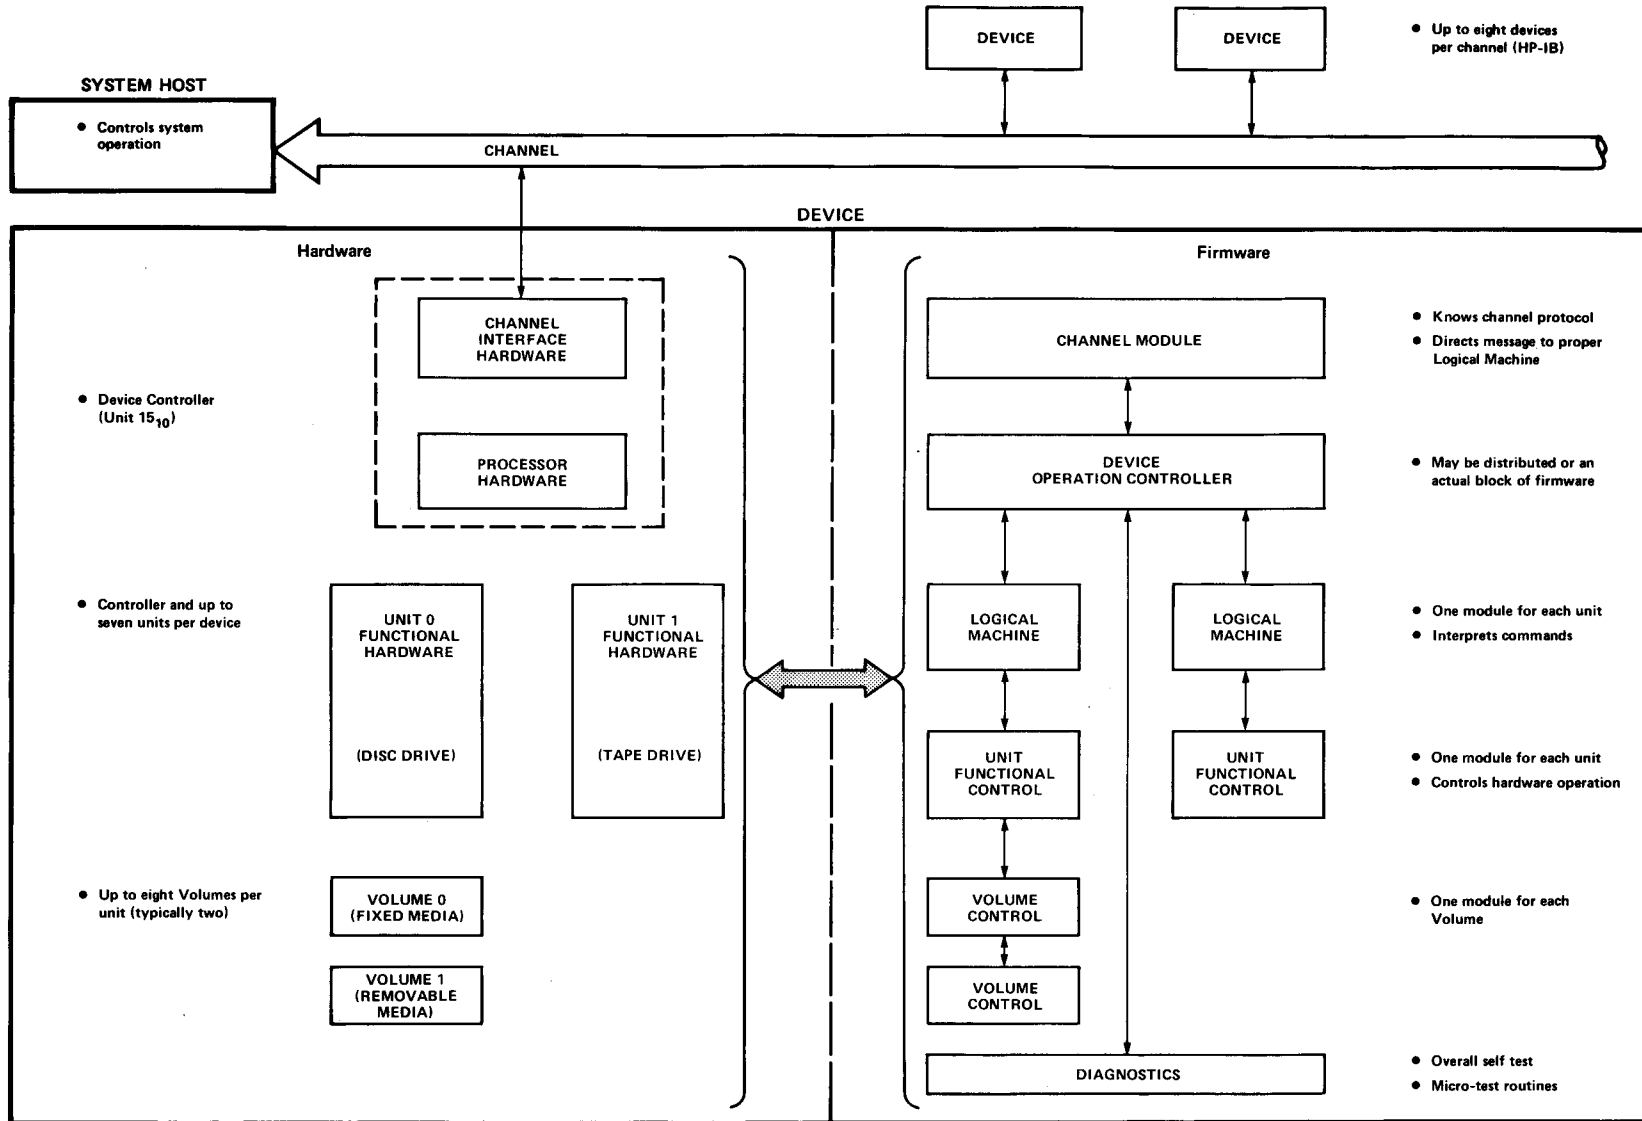 DEVICE
DEVICE
● Up to eight devices
per channel (HP-IB)
SYSTEM HOST
● Controls system
operation
CHANNEL
DEVICE
Hardware
Firmware
CHANNEL
INTERFACE
HARDWARE
CHANNEL MODULE
● Knows channel protocol
● Directs message to proper
Logical Machine
● Device Controller
(Unit 15₁₀)
PROCESSOR
HARDWARE
DEVICE
OPERATION CONTROLLER
● May be distributed or an
actual block of firmware
● Controller and up to
seven units per device
UNIT 0
FUNCTIONAL
HARDWARE
(DISC DRIVE)
UNIT 1
FUNCTIONAL
HARDWARE
(TAPE DRIVE)
LOGICAL
MACHINE
LOGICAL
MACHINE
● One module for each unit
● Interprets commands
UNIT
FUNCTIONAL
CONTROL
UNIT
FUNCTIONAL
CONTROL
● One module for each unit
● Controls hardware operation
● Up to eight Volumes per
unit (typically two)
VOLUME 0
(FIXED MEDIA)
VOLUME
CONTROL
● One module for each
Volume
VOLUME 1
(REMOVABLE
MEDIA)
VOLUME
CONTROL
DIAGNOSTICS
● Overall self test
● Micro-test routines